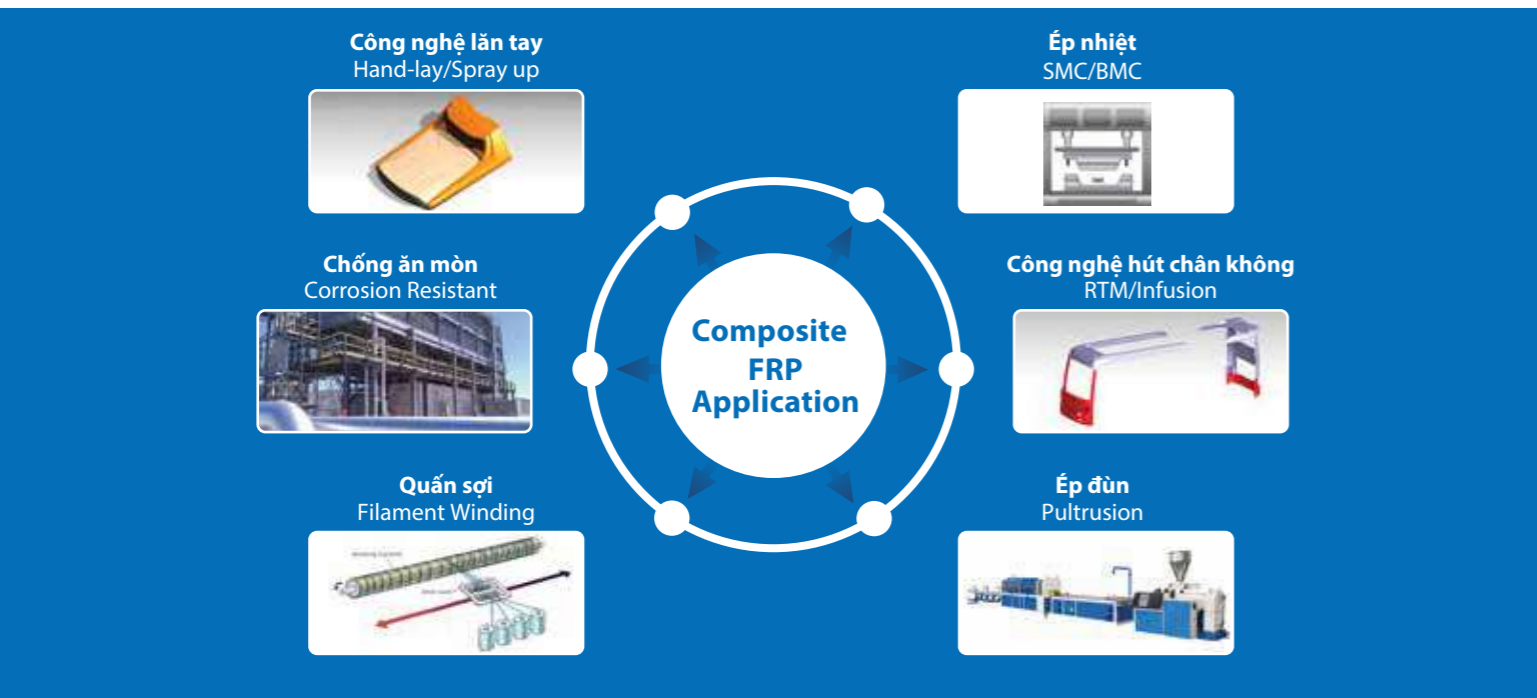 Công nghệ lăn tay
Hand-lay/Spray up
Ép nhiệt
SMC/BMC
Chống ăn mòn
Corrosion Resistant
Công nghệ hút chân không
RTM/Infusion
Composite
FRP
Application
Quấn sợi
Filament Winding
Ép đùn
Pultrusion